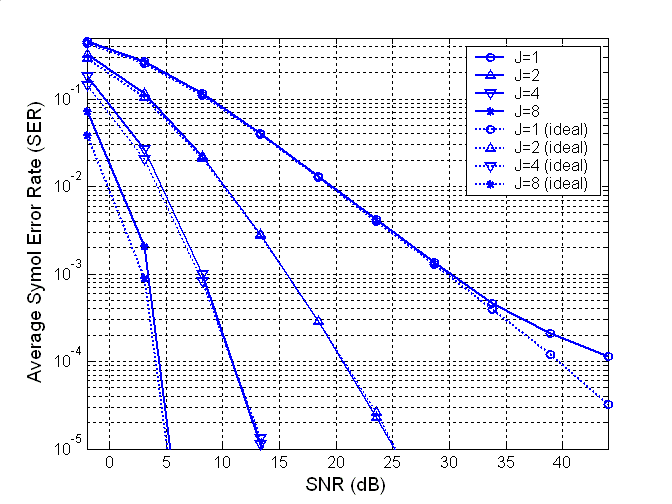 J=1
J=2
J=4
J=8
J=1 (ideal)
J=2 (ideal)
J=4 (ideal)
J=8 (ideal)
Average Symol Error Rate (SER)
10^-1
10^-2
10^-3
10^-4
10^-5
0 5 10 15 20 25 30 35 40
SNR (dB)